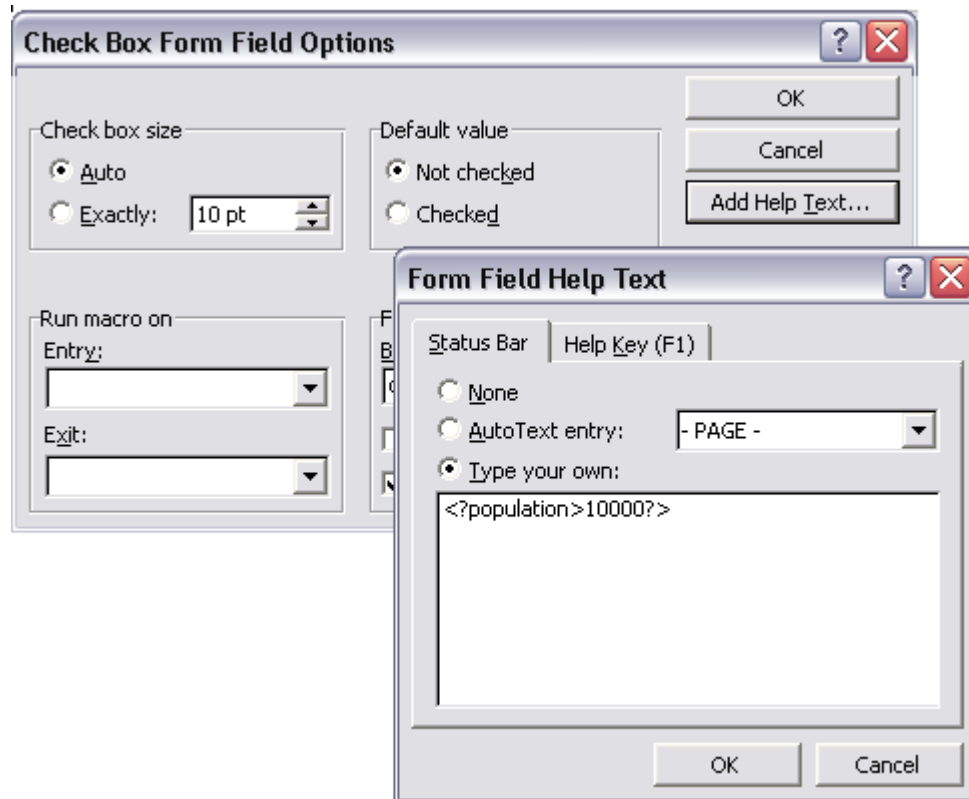 Check Box Form Field Options
Check box size
Auto
Exactly: 10 pt
Default value
Not checked
Checked
OK
Cancel
Add Help Text...
Run macro on
Entry:
Exit:
Form Field Help Text
Status Bar
Help Key (F1)
None
AutoText entry: - PAGE -
Type your own:
<?population>10000?>
OK
Cancel